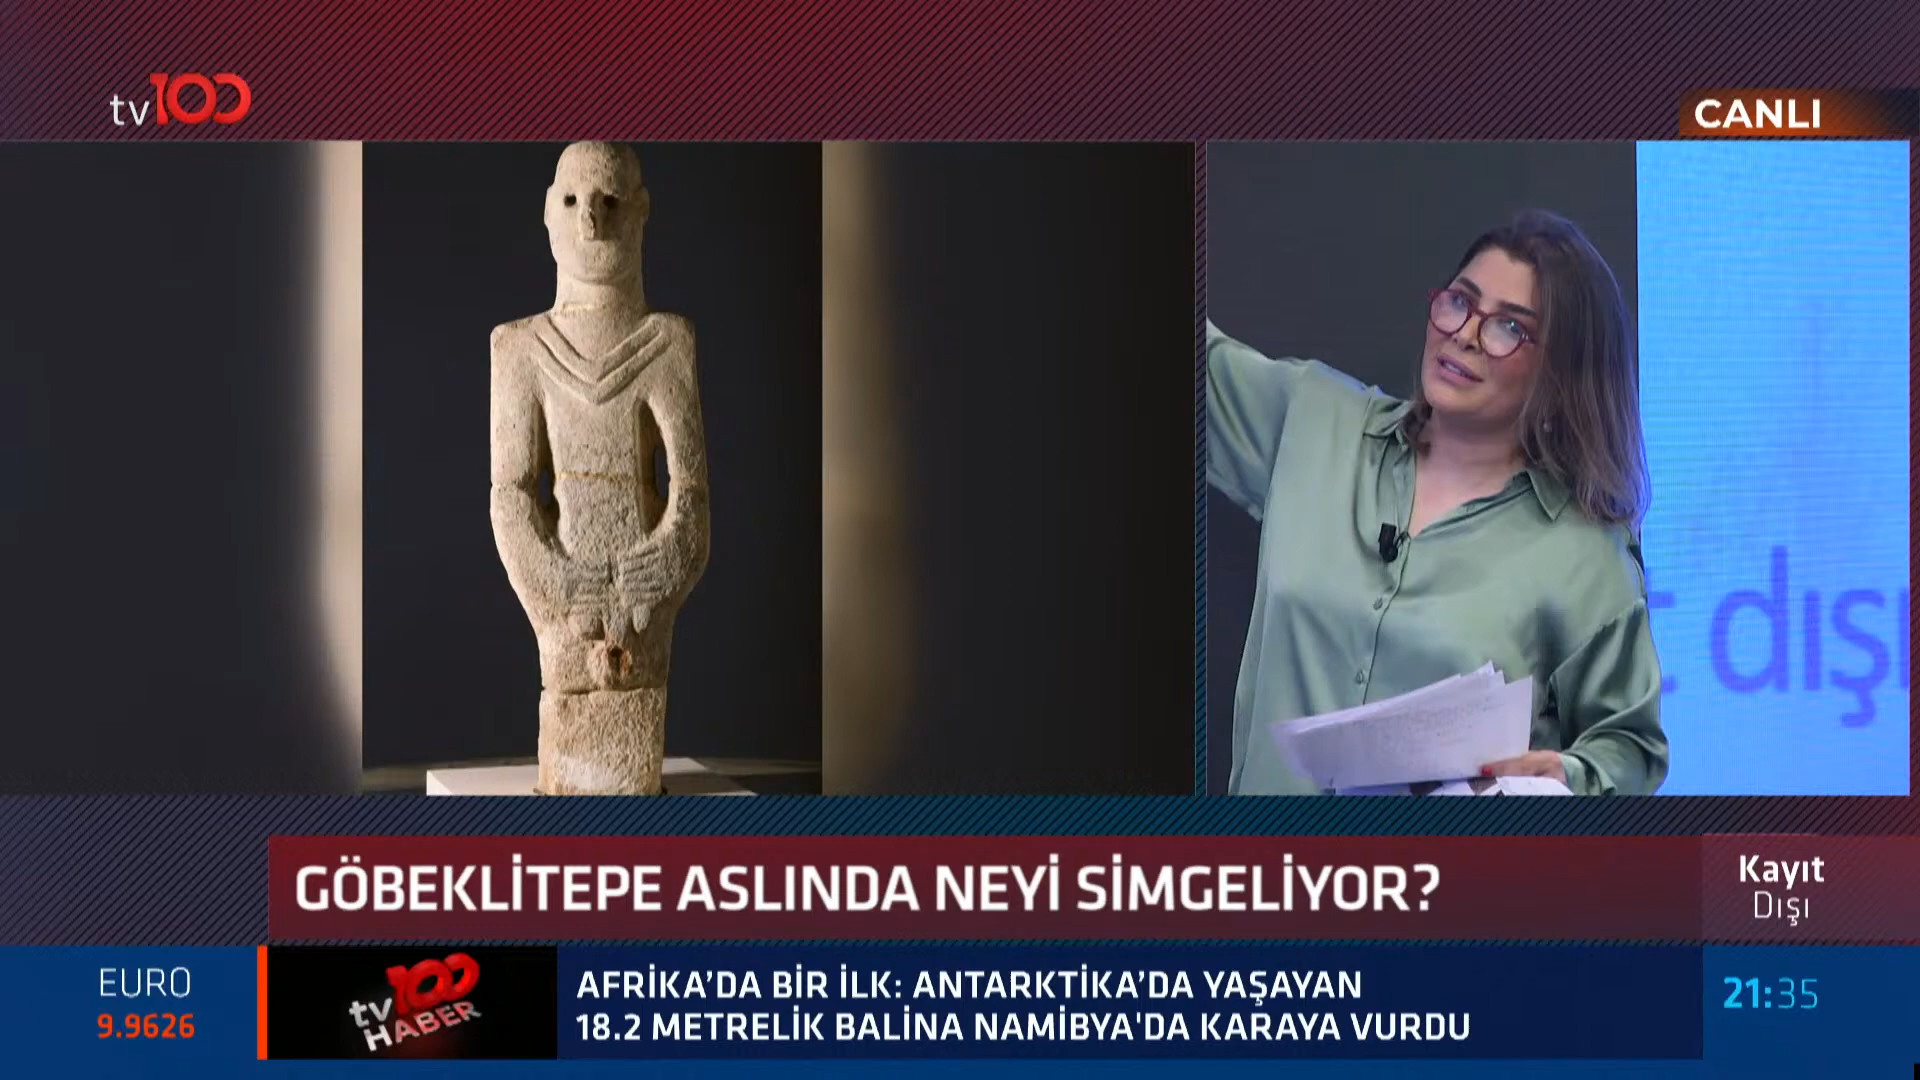 tv100
CANLI
t dışı
GÖBEKLİTEPE ASLINDA NEYİ SİMGELİYOR?
Kayıt
Dışı
EURO
9.9626
tv100
HABER
AFRİKA’DA BİR İLK: ANTARKTİKA’DA YAŞAYAN
18.2 METRELİK BALİNA NAMİBYA'DA KARAYA VURDU
21:35